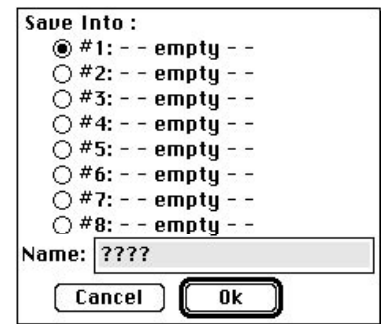 Save Into :
#1: - - empty - -
#2: - - empty - -
#3: - - empty - -
#4: - - empty - -
#5: - - empty - -
#6: - - empty - -
#7: - - empty - -
#8: - - empty - -
Name: ????
Cancel Ok